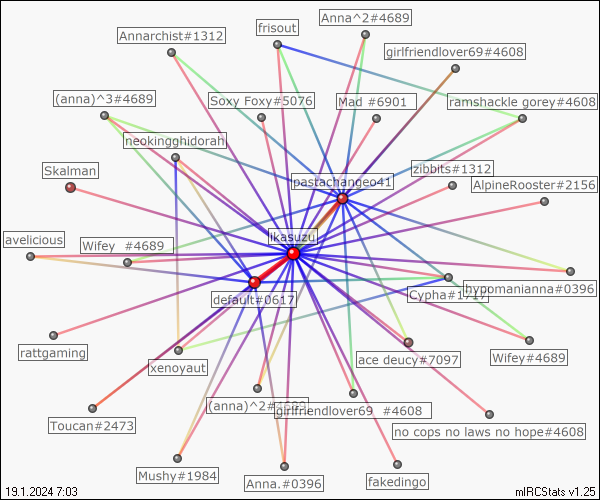 Anna^2#4689
frisout
Annarchist#1312
girlfriendlover69#4608
(anna)^3#4689
Soxy Foxy#5076
Mad #6901
ramshackle gorey#4608
neokingghidorah
zibbits#1312
Skalman
pastachangeo41
AlpineRooster#2156
avelicious
Wifey #4689
ikasuzu
default#0617
Cypha#1717
hypomanianna#0396
rattgaming
xenoyaut
ace deucy#7097
Wifey#4689
(anna)^2#4689
girlfriendlover69 #4608
Toucan#2473
no cops no laws no hope#4608
Mushy#1984
Anna.#0396
fakedingo
19.1.2024 7:03
mIRCStats v1.25